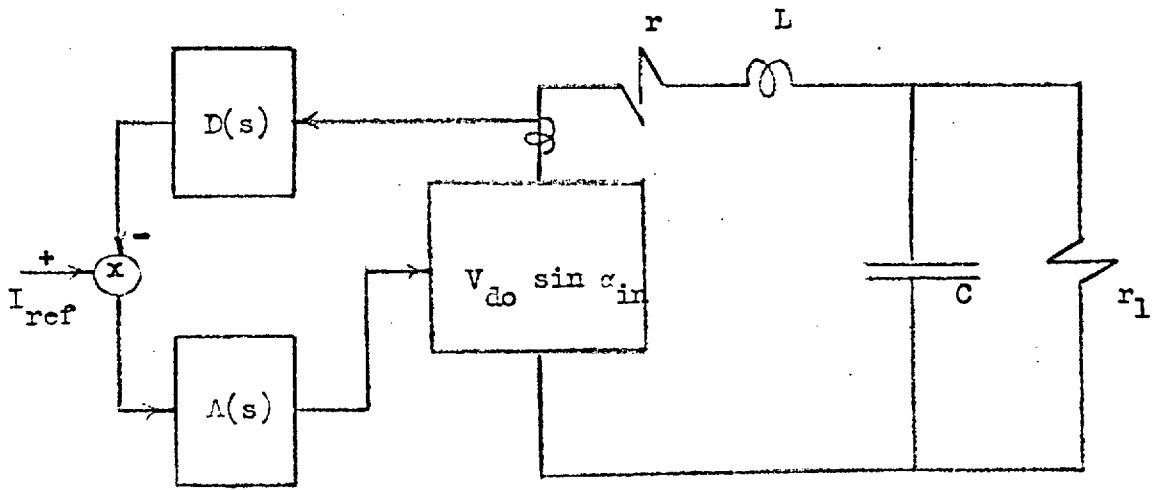 r
L
D(s)
+
-
x
I_ref
V_do sin α_in
C
r_1
A(s)